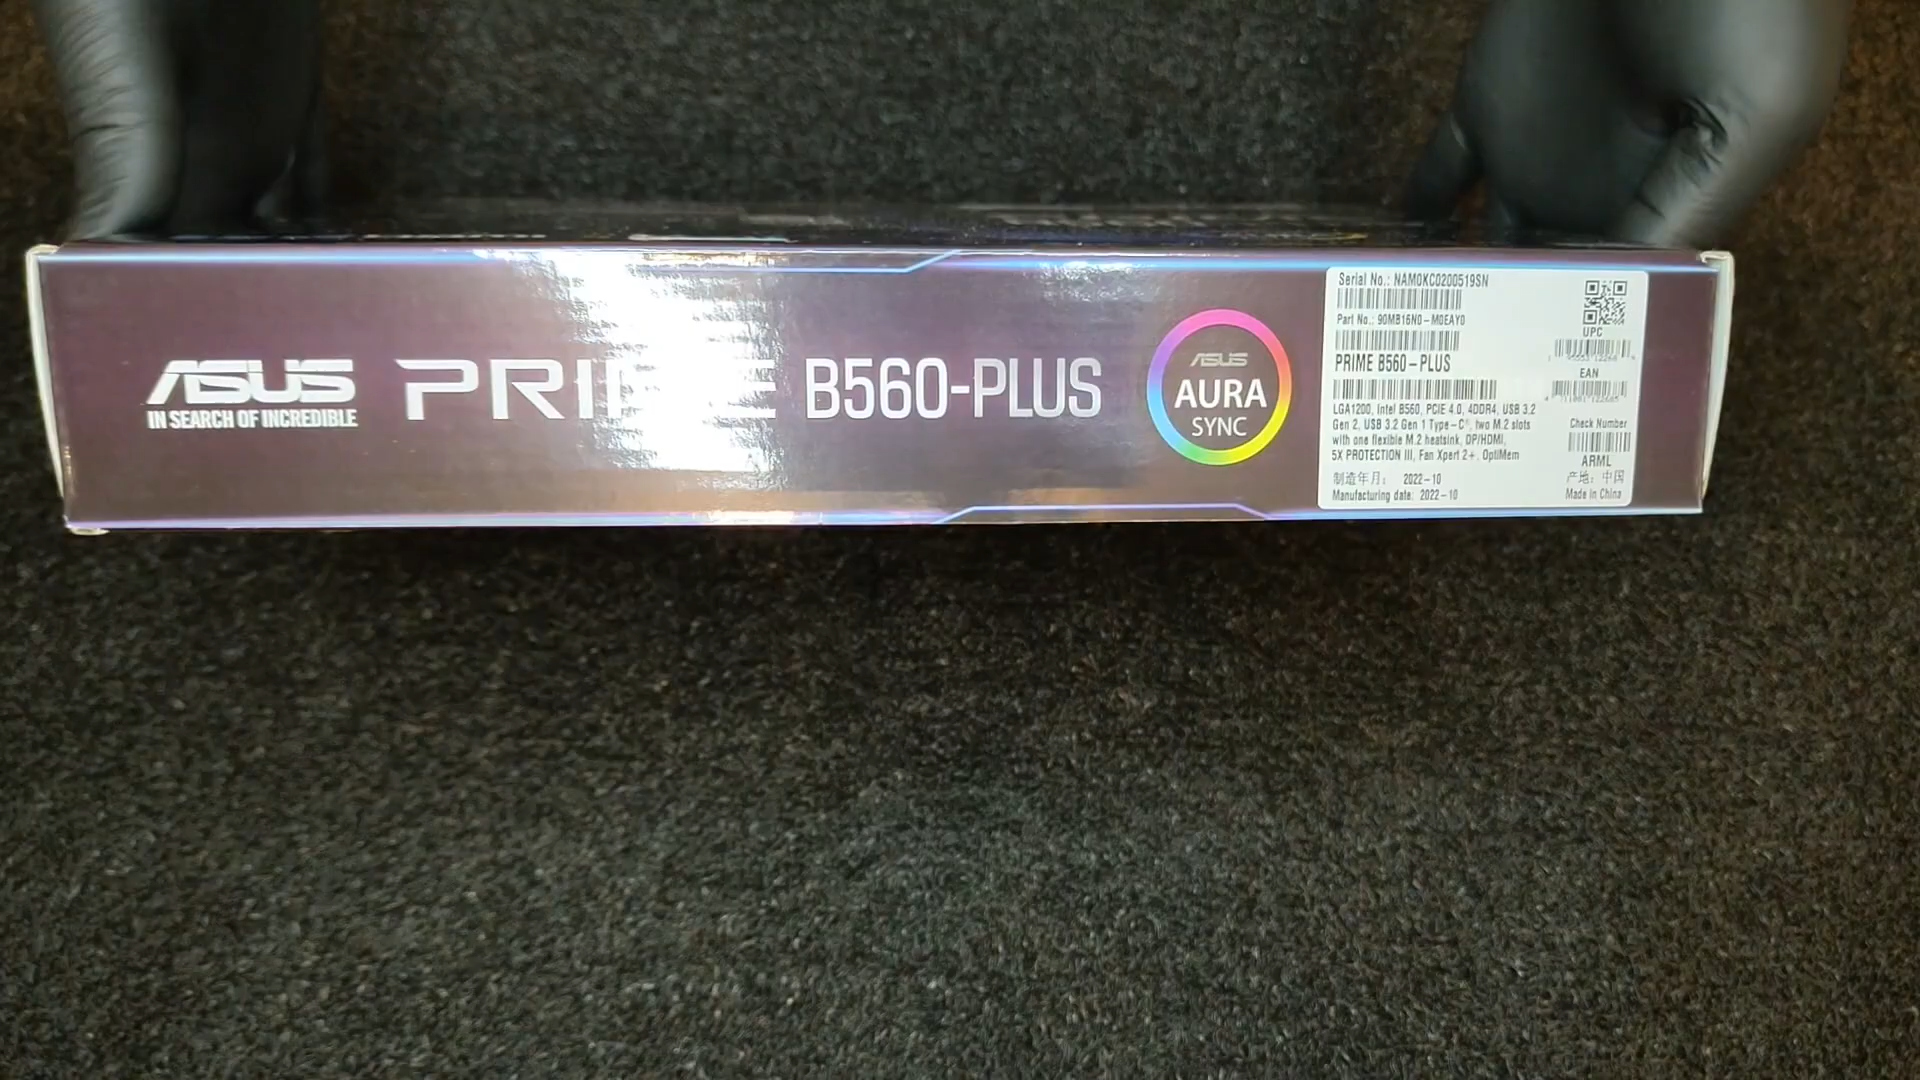 ASUS
IN SEARCH OF INCREDIBLE
PRIME B560-PLUS
ASUS
AURA
SYNC
Serial No.: NAM0KC0200519SN
Part No.: 90MB16N0-M0EAY0
PRIME B560-PLUS
LGA1200, Intel B560, PCIE 4.0, 4DDR4, USB 3.2
Gen 2, USB 3.2 Gen 1 Type-C®, two M.2 slots
with one flexible M.2 heatsink, DP/HDMI,
5X PROTECTION III, Fan Xpert 2+, OptiMem
制造年月: 2022-10
Manufacturing date: 2022-10
UPC
EAN
Check Number
ARML
产地: 中国
Made in China